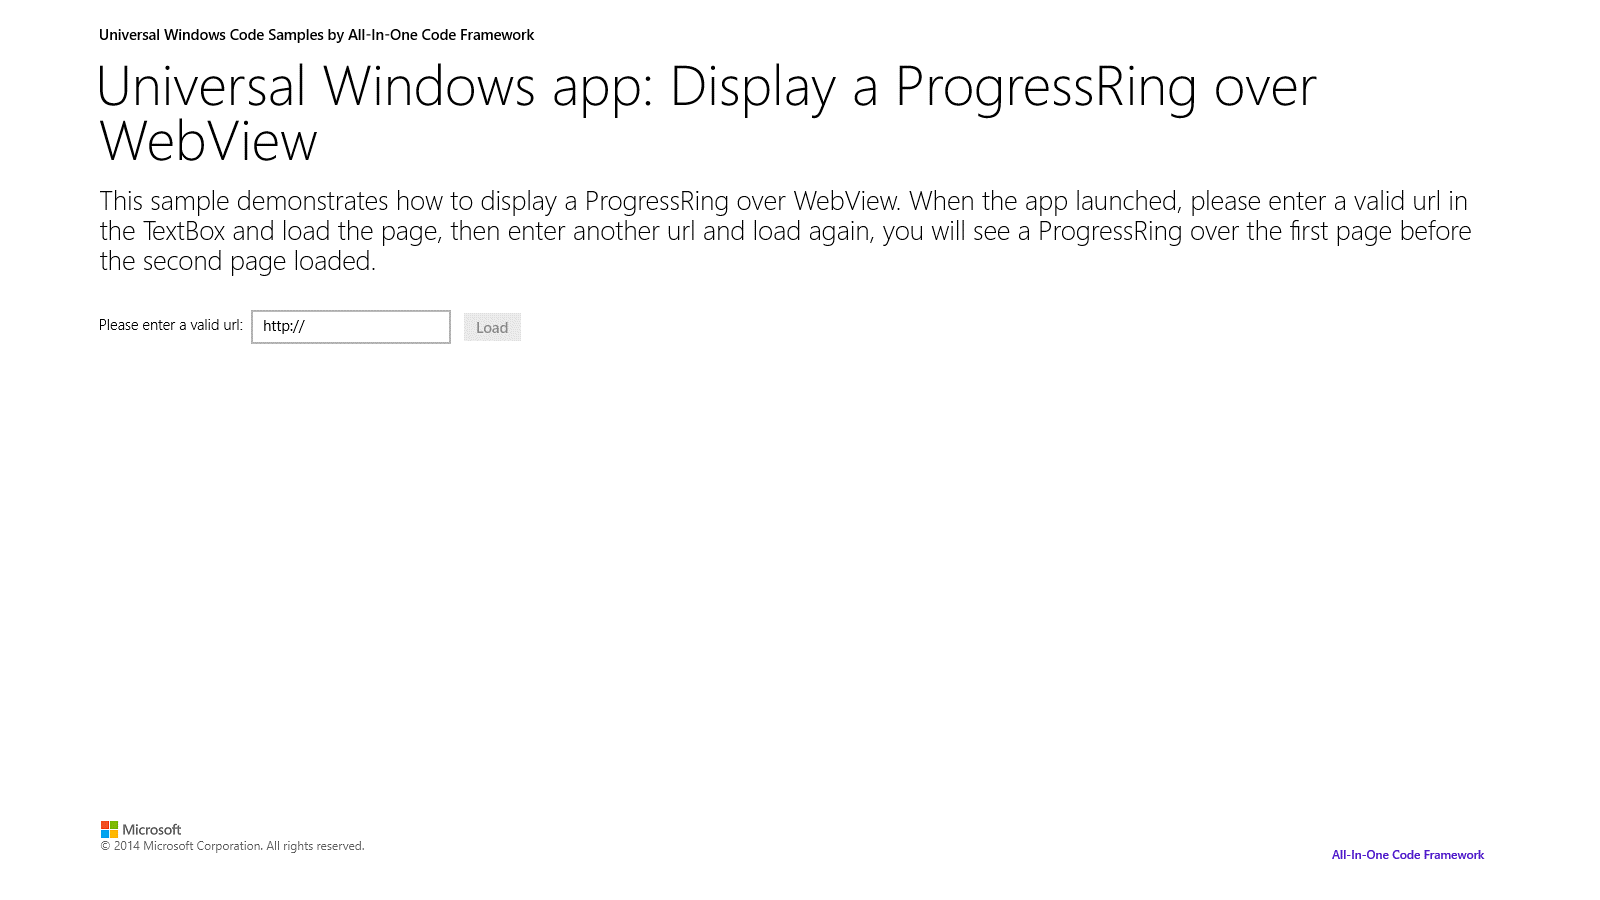 Universal Windows Code Samples by All-In-One Code Framework
Universal Windows app: Display a ProgressRing over
WebView
This sample demonstrates how to display a ProgressRing over WebView. When the app launched, please enter a valid url in
the TextBox and load the page, then enter another url and load again, you will see a ProgressRing over the first page before
the second page loaded.
Please enter a valid url: http:// Load
Microsoft
© 2014 Microsoft Corporation. All rights reserved.
All-In-One Code Framework